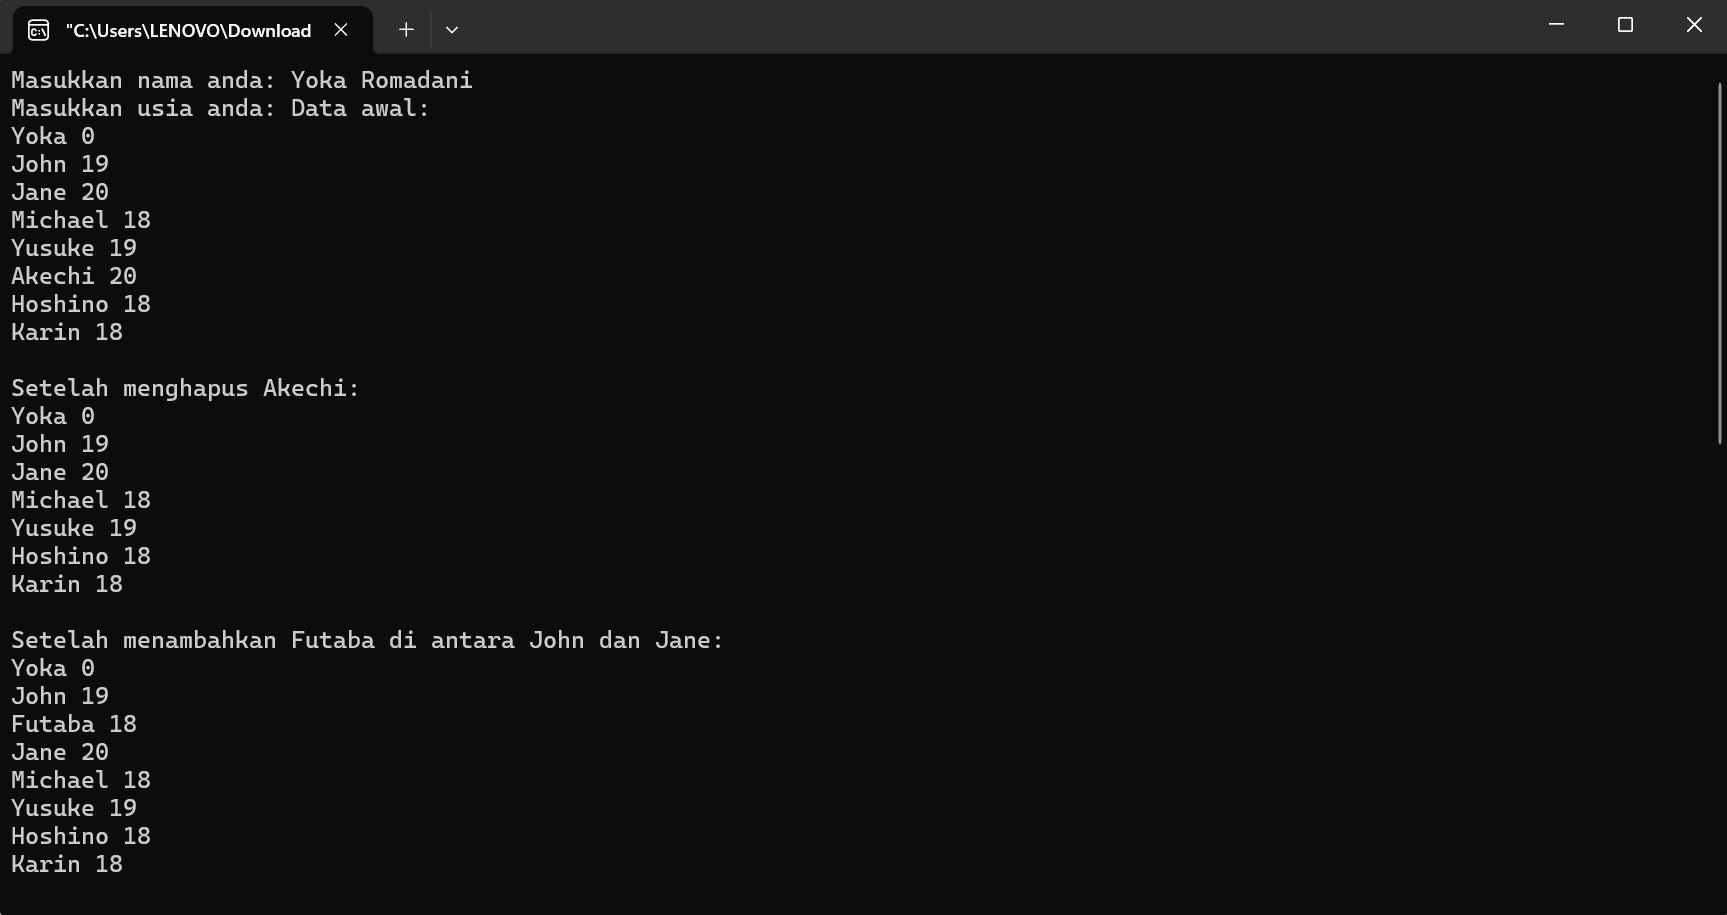 "C:\Users\LENOVO\Download
Masukkan nama anda: Yoka Romadani
Masukkan usia anda: Data awal:
Yoka 0
John 19
Jane 20
Michael 18
Yusuke 19
Akechi 20
Hoshino 18
Karin 18

Setelah menghapus Akechi:
Yoka 0
John 19
Jane 20
Michael 18
Yusuke 19
Hoshino 18
Karin 18

Setelah menambahkan Futaba di antara John dan Jane:
Yoka 0
John 19
Futaba 18
Jane 20
Michael 18
Yusuke 19
Hoshino 18
Karin 18